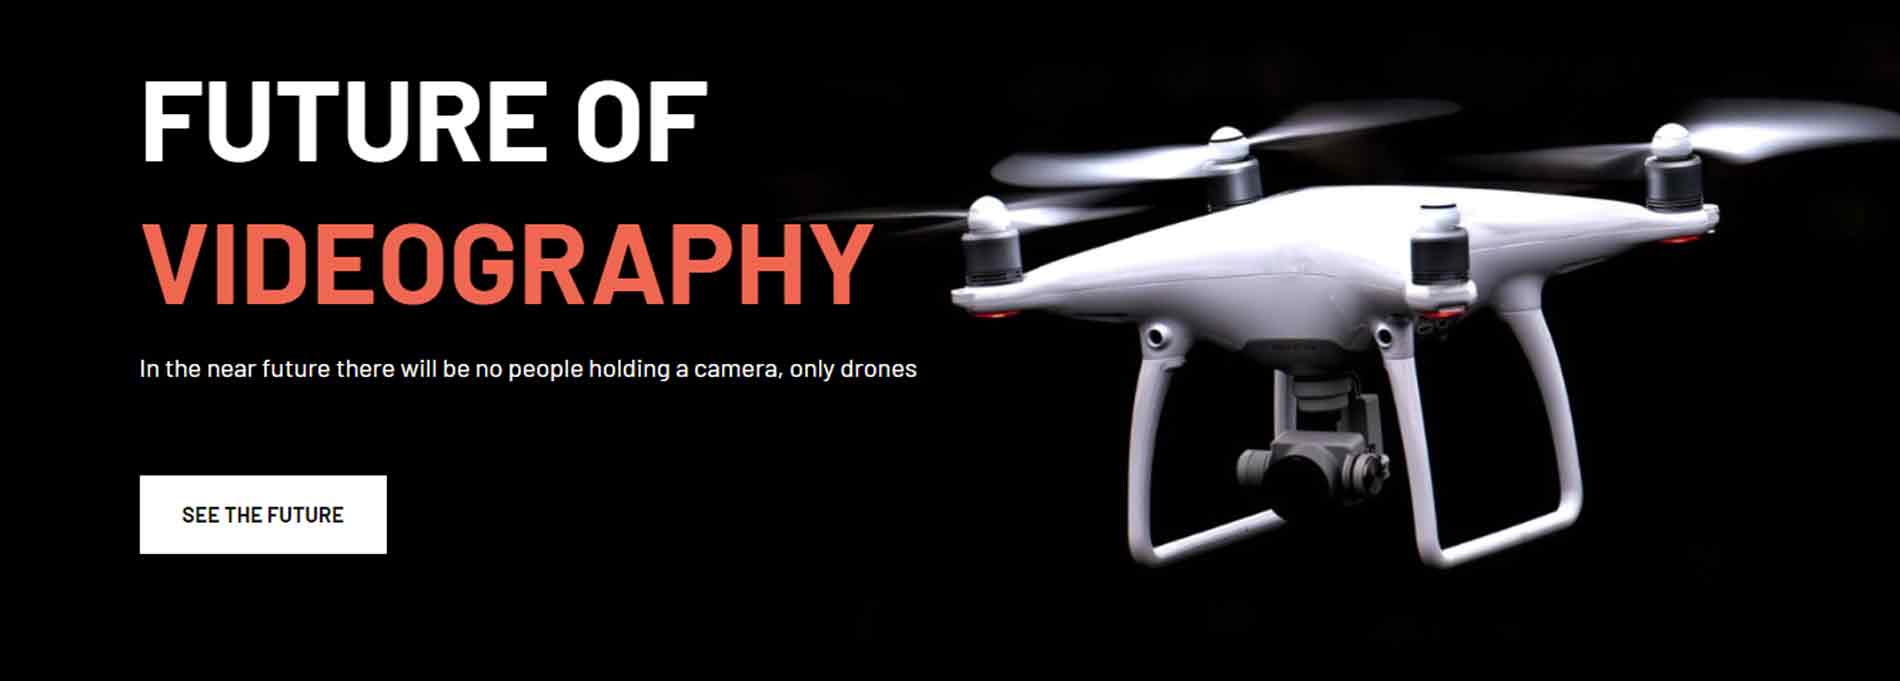 FUTURE OF
VIDEOGRAPHY
In the near future there will be no people holding a camera, only drones
SEE THE FUTURE